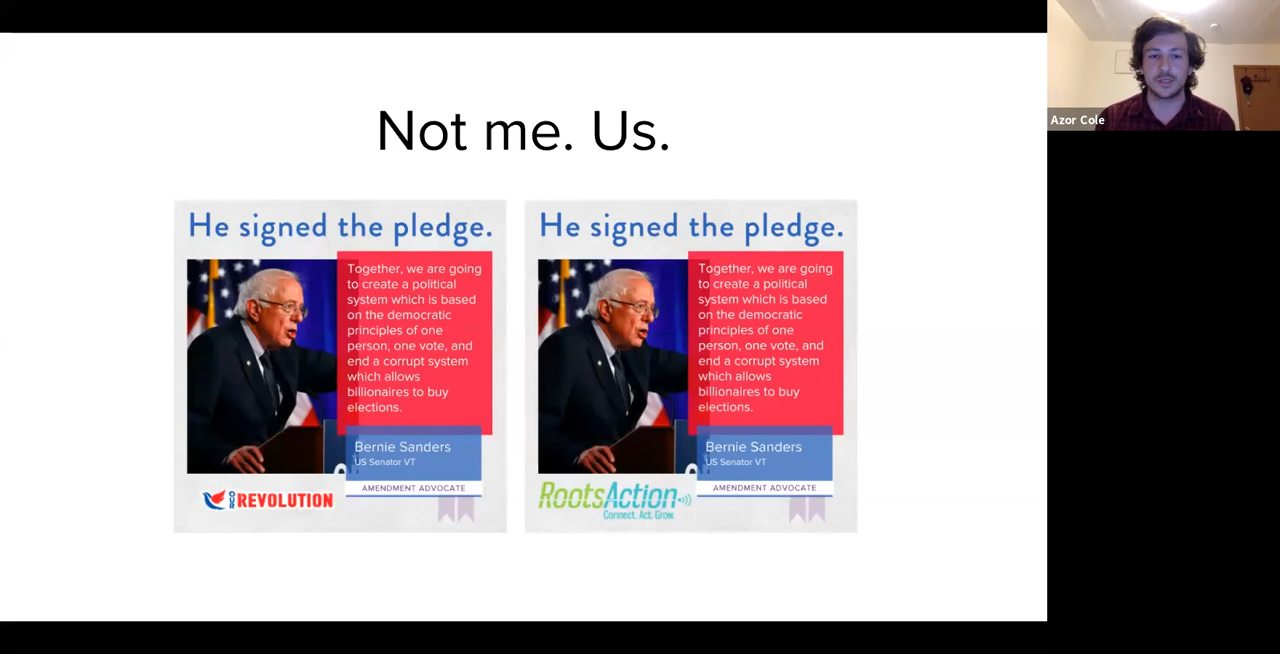 Not me. Us.
He signed the pledge.
Together, we are going
to create a political
system which is based
on the democratic
principles of one
person, one vote, and
end a corrupt system
which allows
billionaires to buy
elections.
Bernie Sanders
US Senator VT
AMENDMENT ADVOCATE
OUR REVOLUTION
He signed the pledge.
Together, we are going
to create a political
system which is based
on the democratic
principles of one
person, one vote, and
end a corrupt system
which allows
billionaires to buy
elections.
Bernie Sanders
US Senator VT
AMENDMENT ADVOCATE
RootsAction
Connect. Act. Grow.
Azor Cole